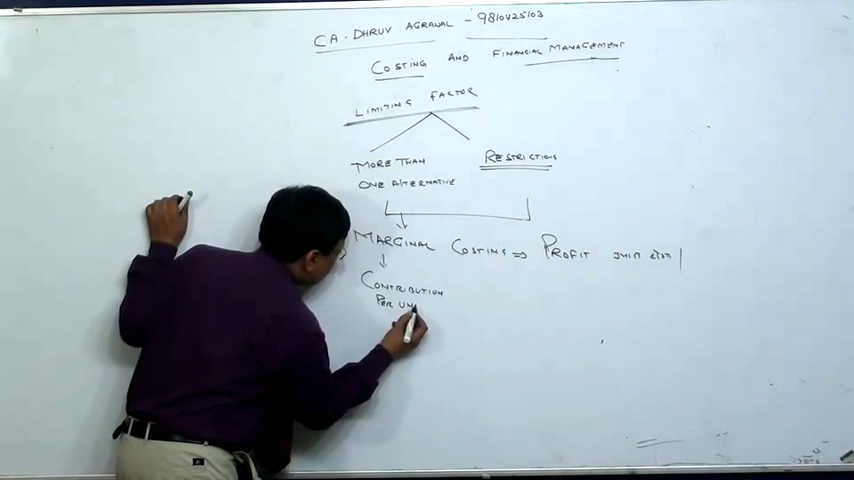 CA. DHRUV AGRAWAL - 9810425103
COSTING AND FINANCIAL MANAGEMENT
LIMITING FACTOR
MORE THAN
ONE ALTERNATIVE
RESTRICTIONS
MARGINAL COSTING ⇒ PROFIT
CONTRIBUTION
PER UN